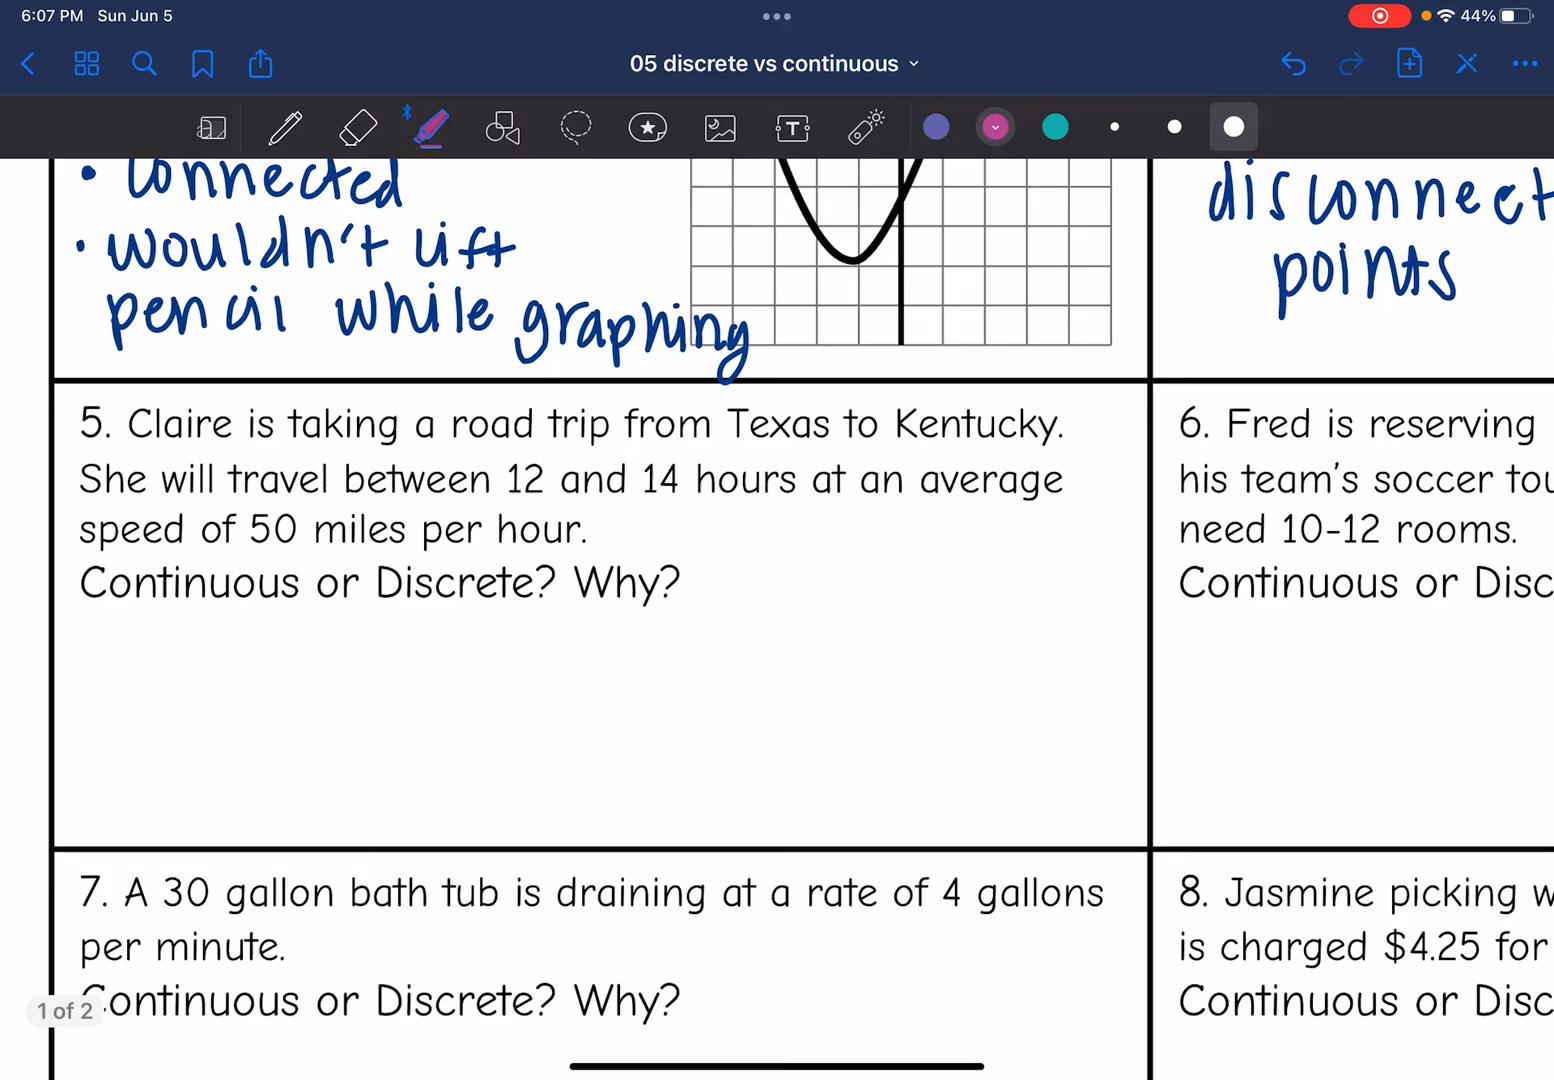 6:07 PM Sun Jun 5
44%
05 discrete vs continuous
T
• connected
• wouldn't lift
pencil while graphing
disconnect
points
5. Claire is taking a road trip from Texas to Kentucky.
She will travel between 12 and 14 hours at an average
speed of 50 miles per hour.
Continuous or Discrete? Why?
6. Fred is reserving
his team's soccer tou
need 10-12 rooms.
Continuous or Disc
7. A 30 gallon bath tub is draining at a rate of 4 gallons
per minute.
Continuous or Discrete? Why?
8. Jasmine picking w
is charged $4.25 for
Continuous or Disc
1 of 2